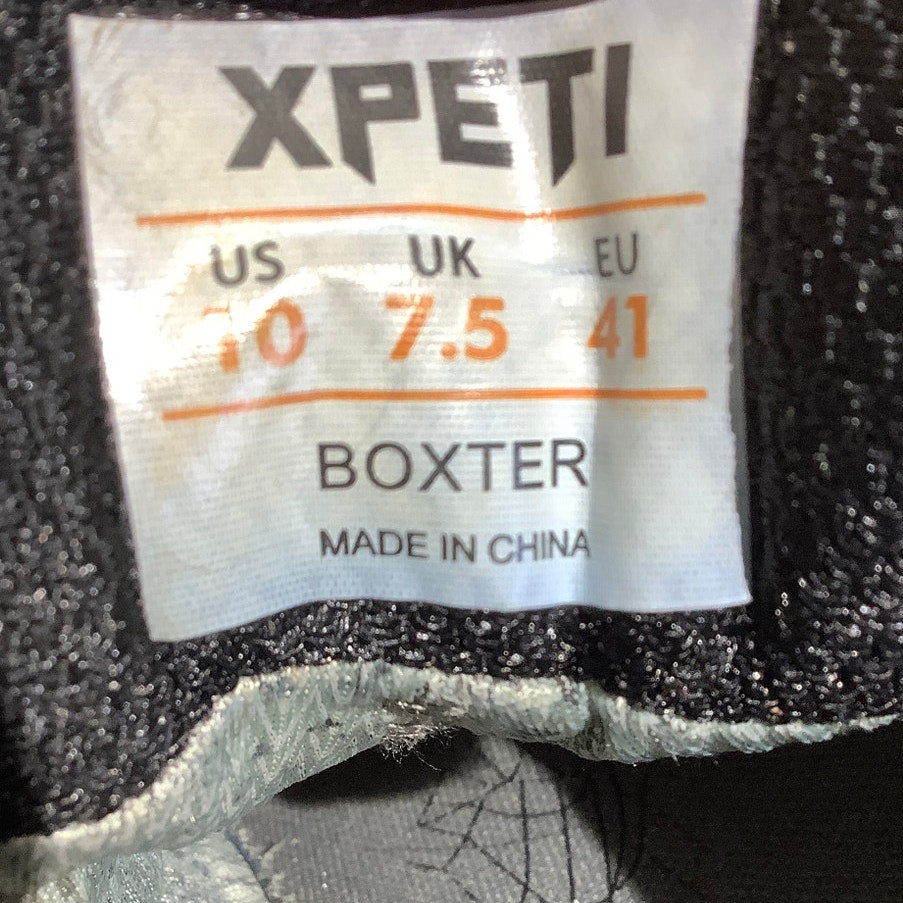 XPETI
US UK EU
10 7.5 41
BOXTER
MADE IN CHINA